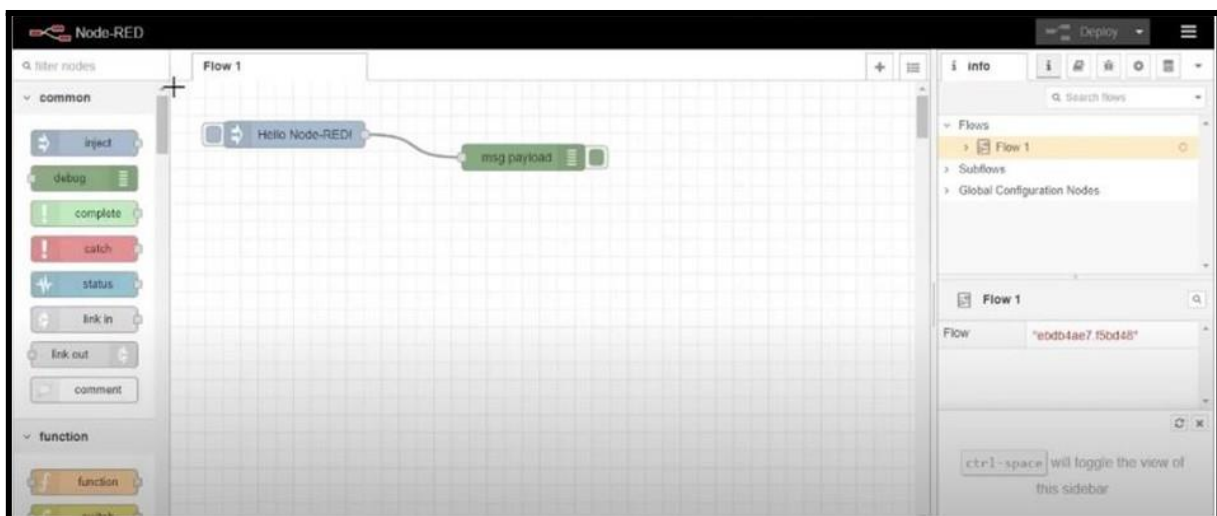 Node-RED
Deploy
filter nodes
Flow 1
info
Search flows
common
inject
debug
complete
catch
status
link in
link out
comment
function
function
Hello Node-RED!
msg payload
Flows
Flow 1
Subflows
Global Configuration Nodes
Flow 1
Flow
ctrl-space will toggle the view of
this sidebar